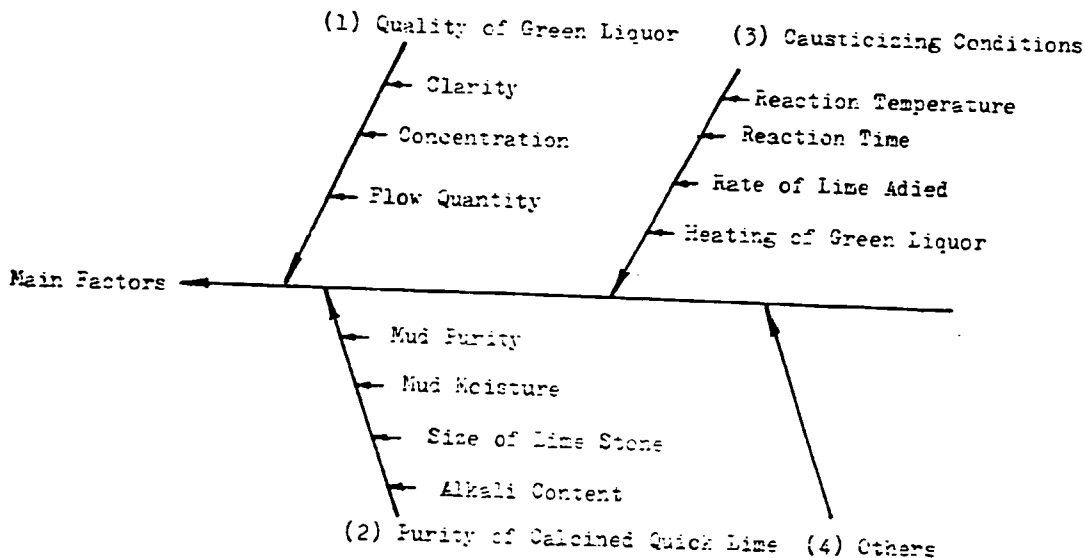 (1) Quality of Green Liquor
Clarity
Concentration
Flow Quantity
(3) Causticizing Conditions
Reaction Temperature
Reaction Time
Rate of Lime Added
Heating of Green Liquor
Main Factors
Mud Purity
Mud Moisture
Size of Lime Stone
Alkali Content
(2) Purity of Calcined Quick Lime
(4) Others